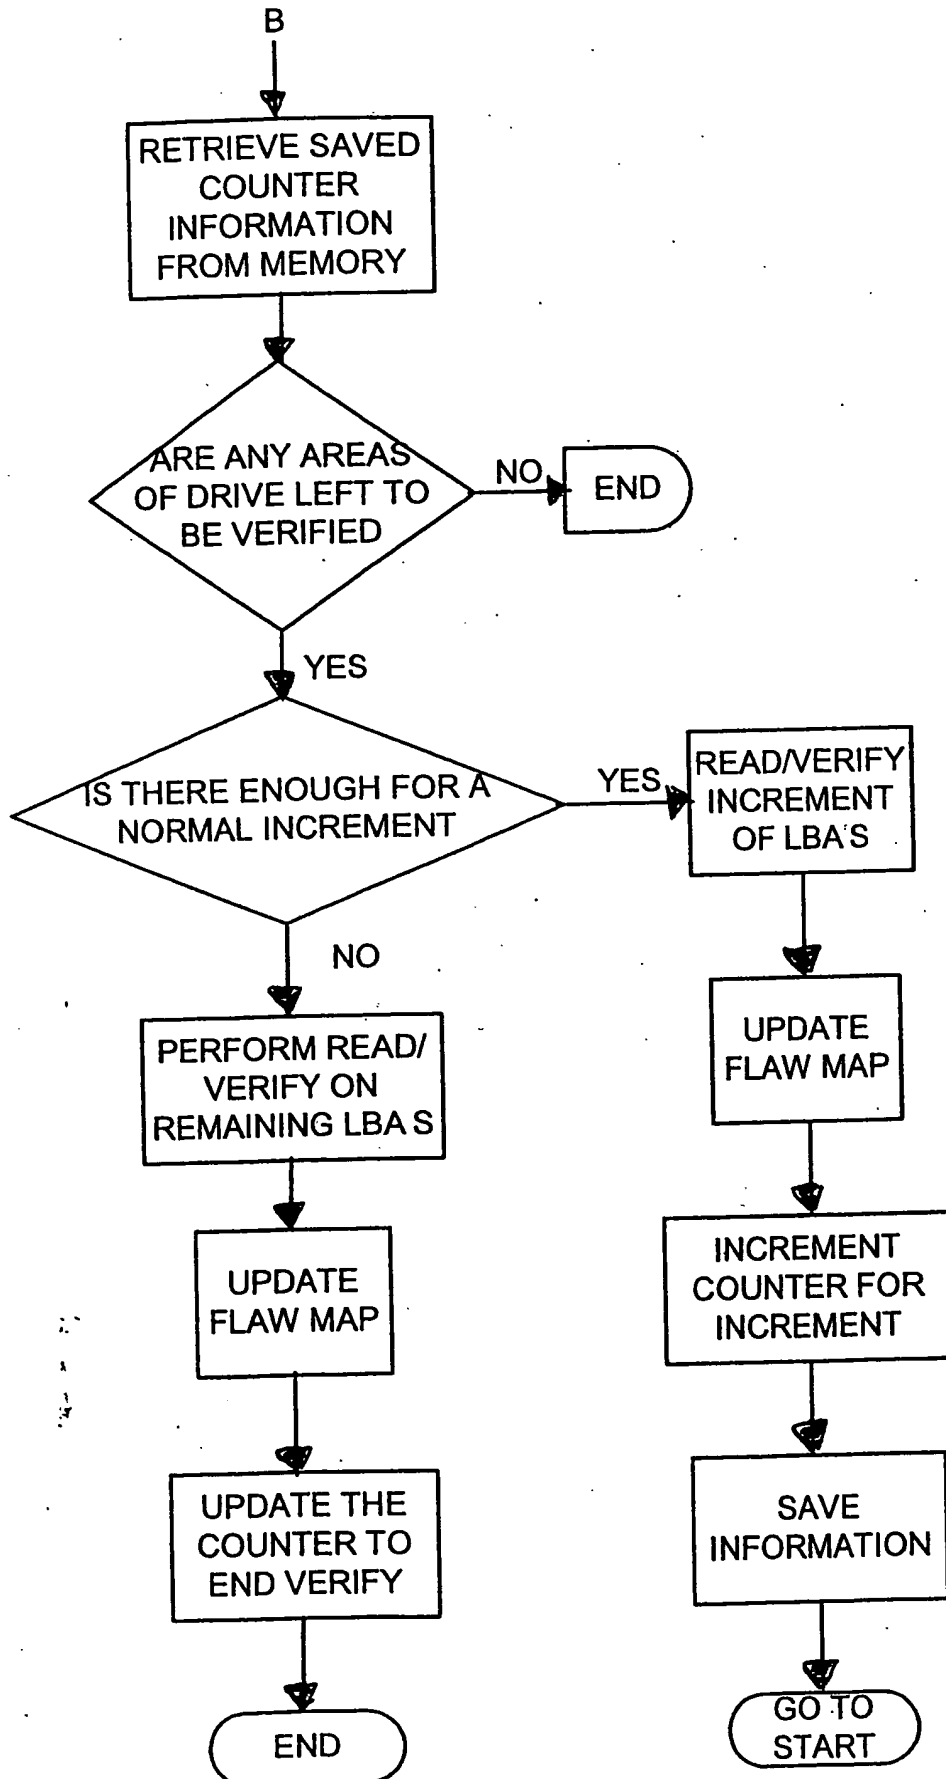 B
RETRIEVE SAVED
COUNTER
INFORMATION
FROM MEMORY
ARE ANY AREAS
OF DRIVE LEFT TO
BE VERIFIED
NO
END
YES
IS THERE ENOUGH FOR A
NORMAL INCREMENT
YES
READ/VERIFY
INCREMENT
OF LBA'S
NO
UPDATE
FLAW MAP
PERFORM READ/
VERIFY ON
REMAINING LBA S
INCREMENT
COUNTER FOR
INCREMENT
UPDATE
FLAW MAP
SAVE
INFORMATION
UPDATE THE
COUNTER TO
END VERIFY
GO TO
START
END